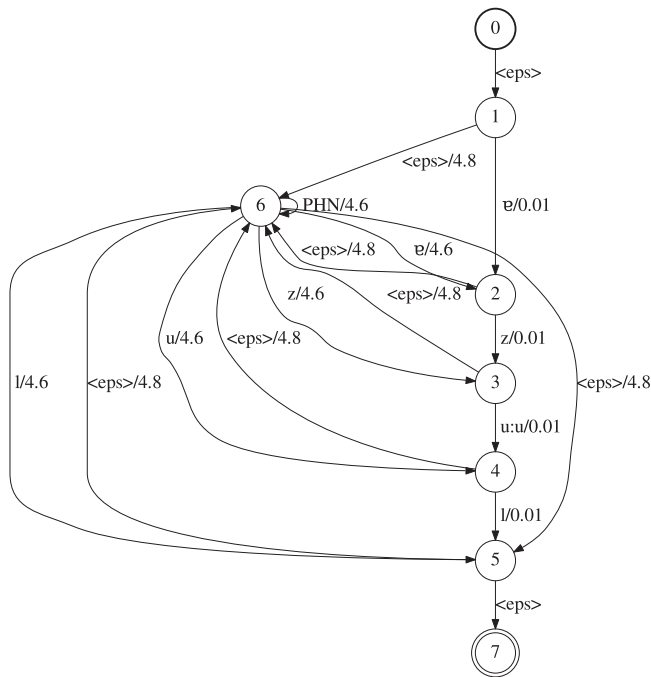 0
<eps>
1
<eps>/4.8
6
PHN/4.6
ɐ/0.01
<eps>/4.8
ɐ/4.6
z/4.6
<eps>/4.8
2
u/4.6
<eps>/4.8
z/0.01
l/4.6
<eps>/4.8
3
<eps>/4.8
u:u/0.01
4
l/0.01
5
<eps>
7